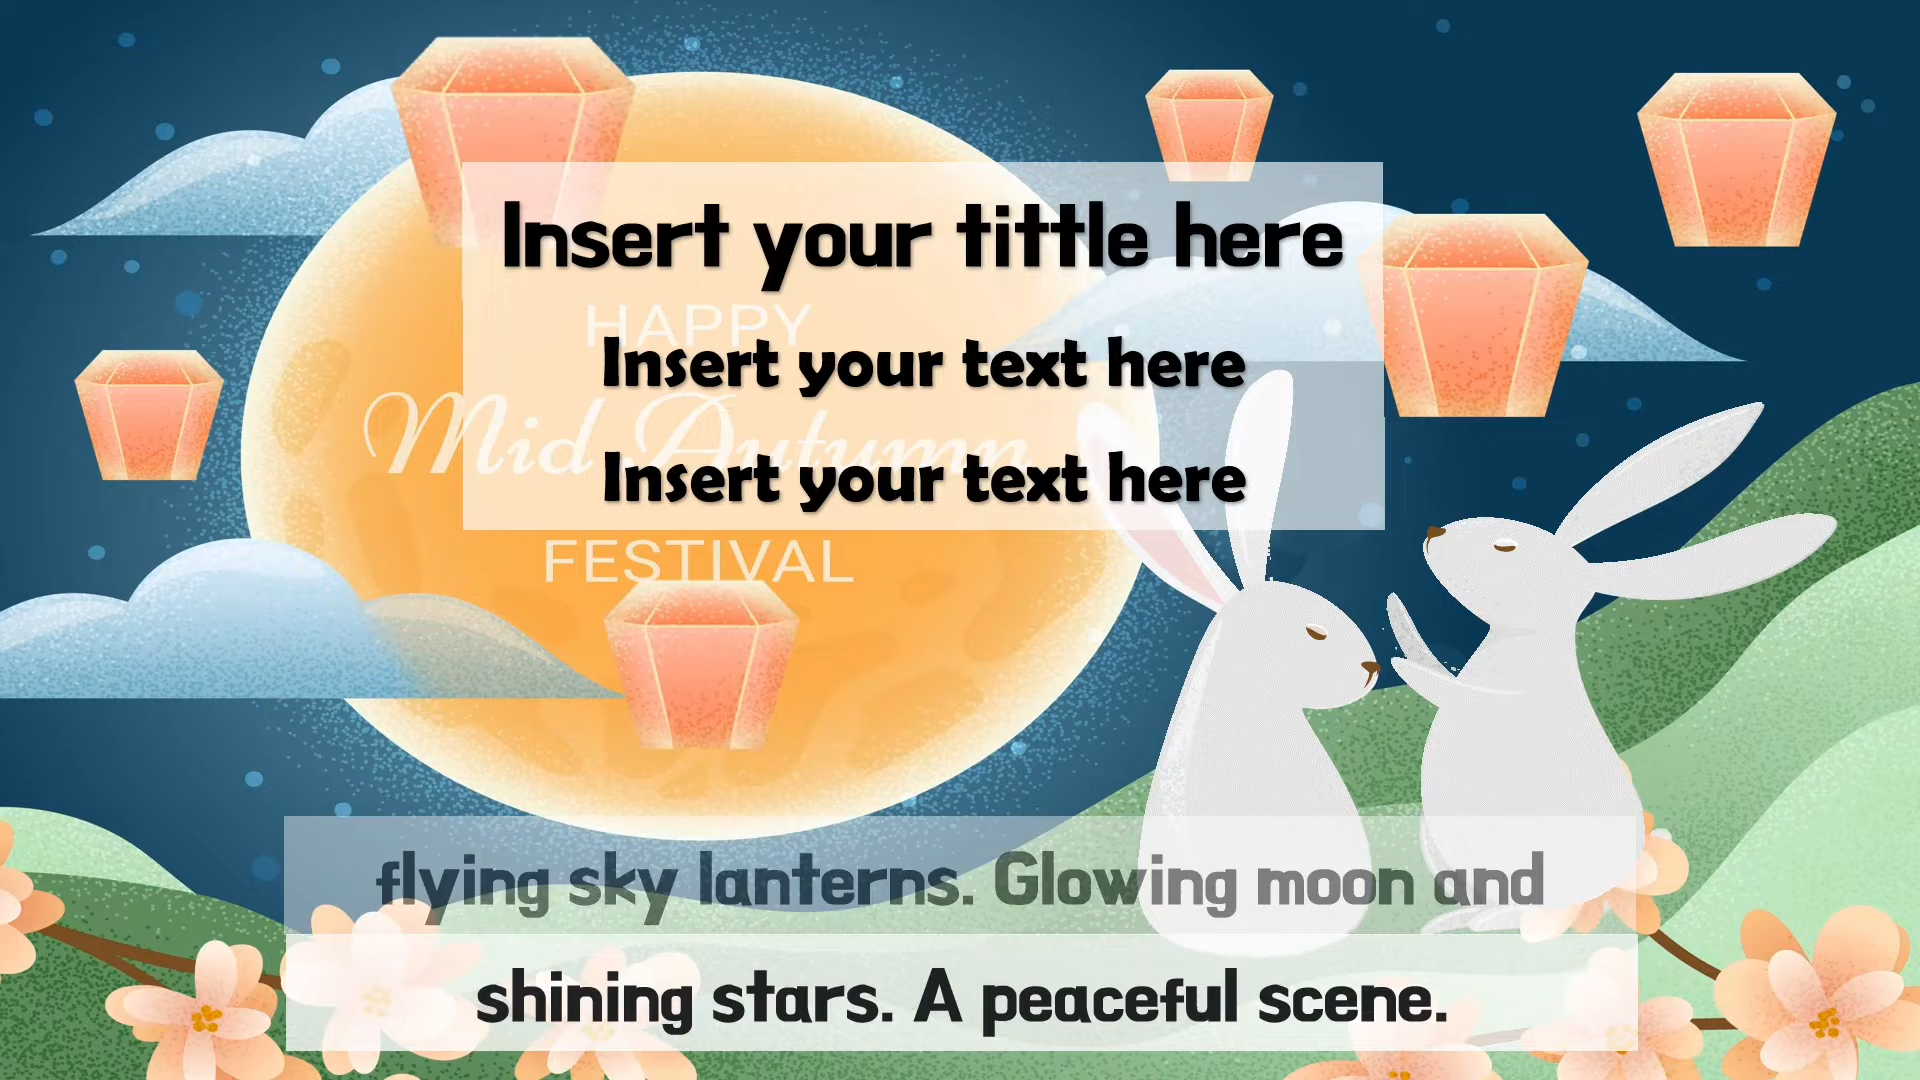 Insert your tittle here
HAPPY
Insert your text here
Mid Autumn
Insert your text here
FESTIVAL
flying sky lanterns. Glowing moon and
shining stars. A peaceful scene.